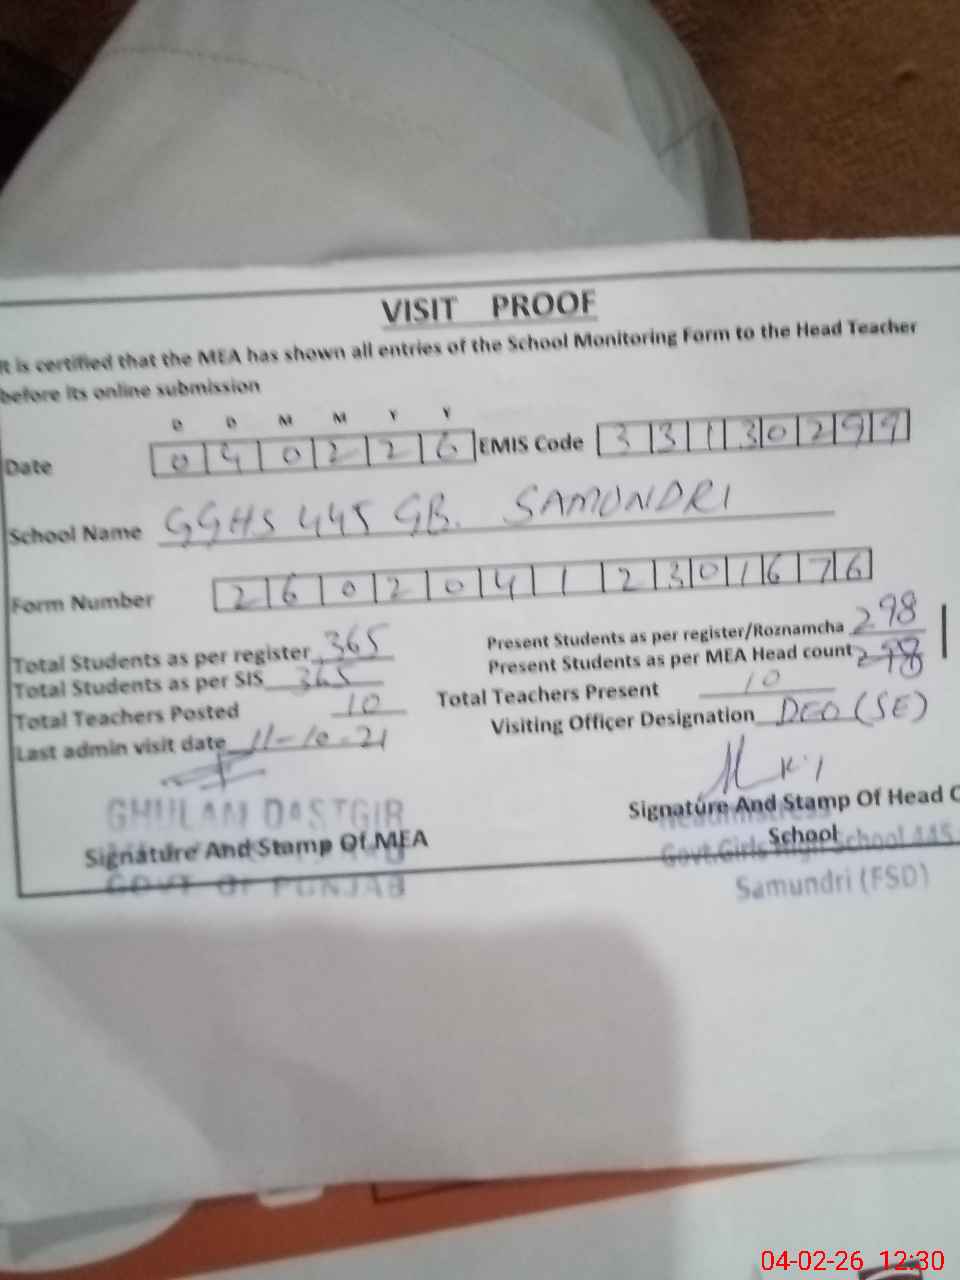 VISIT PROOF
It is certified that the MEA has shown all entries of the School Monitoring Form to the Head Teacher
before its online submission
D D M M Y Y
Date 0 4 0 2 2 6 EMIS Code 3 3 1 3 0 2 9 9
School Name GGHS 445 GB. SAMUNDRI
Form Number 2 6 0 2 0 4 1 2 3 0 1 6 7 6
Total Students as per register 365 Present Students as per register/Roznamcha 298
Total Students as per SIS 365 Present Students as per MEA Head count 298
Total Teachers Posted 10 Total Teachers Present 10
Last admin visit date 11-10-21 Visiting Officer Designation DEO (SE)
GHULAM DASTGIR
Signature And Stamp Of MEA
GOVT OF PUNJAB
Signature And Stamp Of Head O
School
Headmistress
Govt. Girls High School 445
Samundri (FSD)
04-02-26 12:30